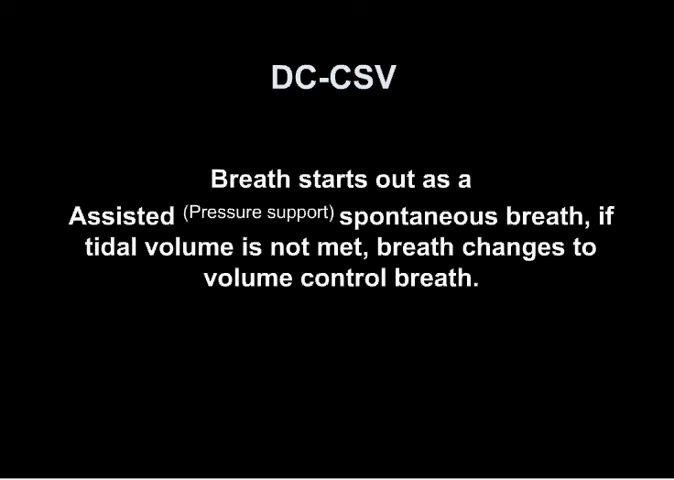 DC-CSV
Breath starts out as a
Assisted (Pressure support) spontaneous breath, if
tidal volume is not met, breath changes to
volume control breath.